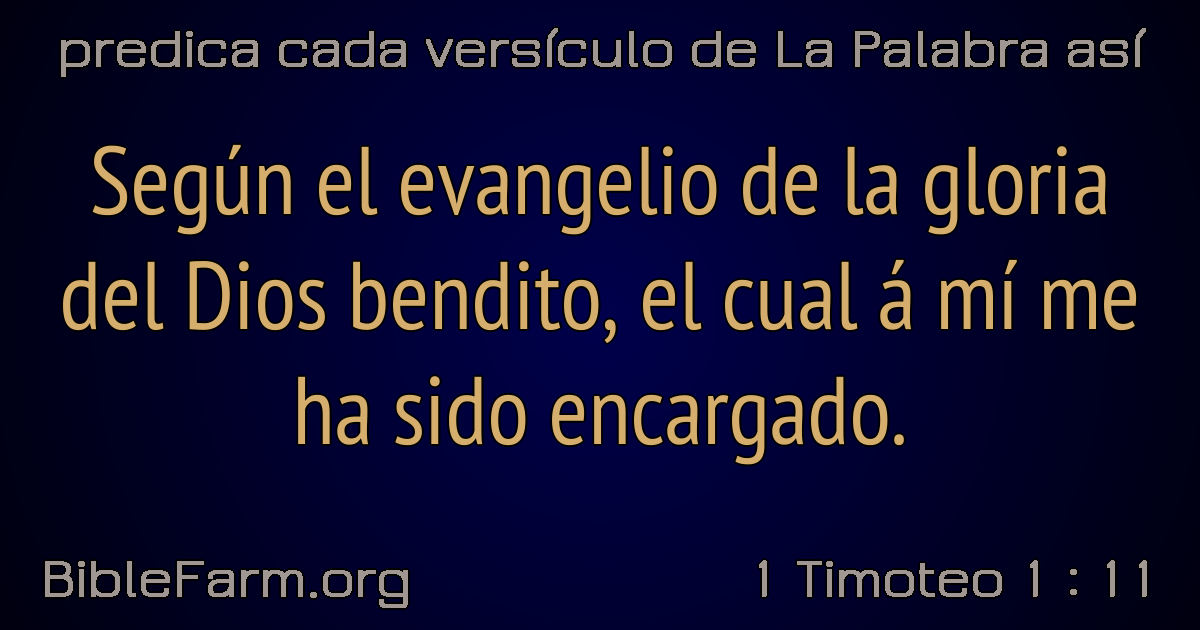 predica cada versículo de La Palabra así
Según el evangelio de la gloria
del Dios bendito, el cual á mí me
ha sido encargado.
BibleFarm.org
1 Timoteo 1 : 11